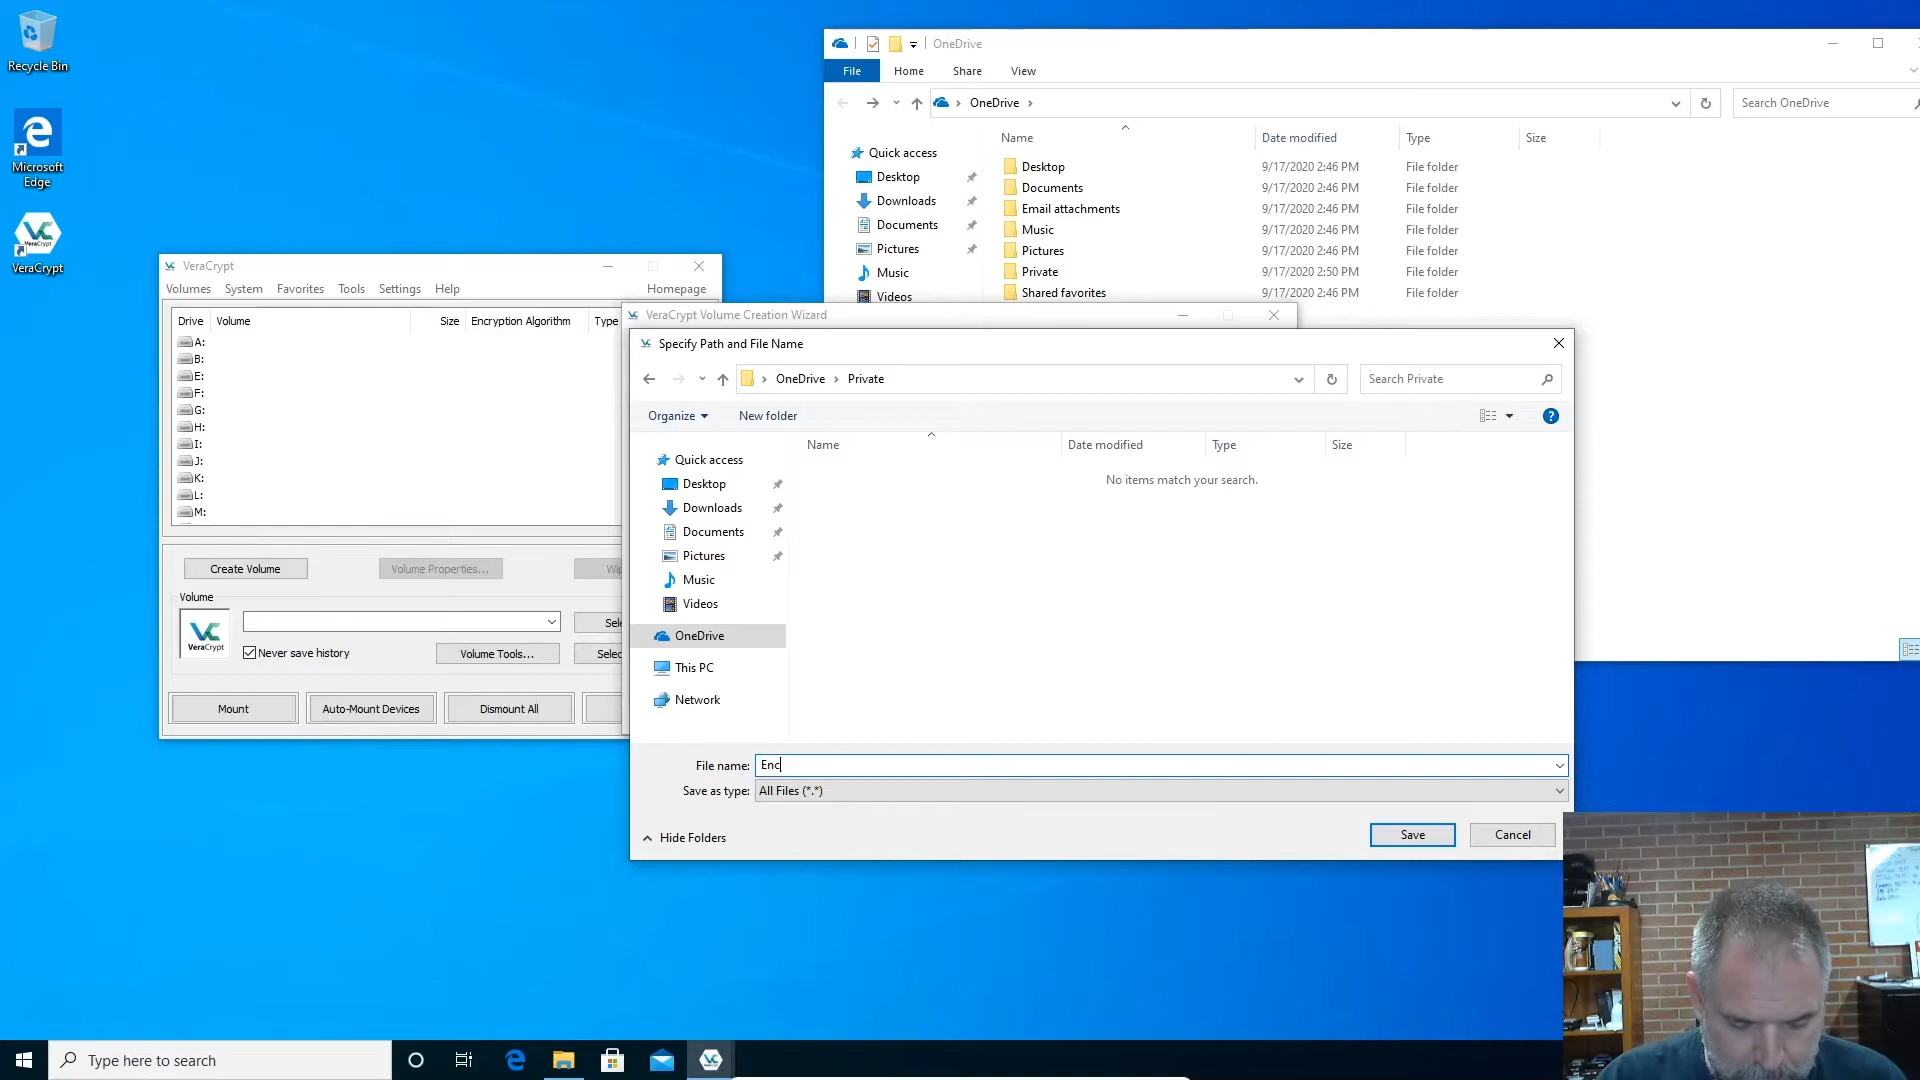 Recycle Bin
Microsoft
Edge
VeraCrypt
OneDrive
File
Home
Share
View
OneDrive
Search OneDrive
Name
Date modified
Type
Size
Quick access
Desktop
Downloads
Documents
Pictures
Music
Videos
Desktop 9/17/2020 2:46 PM File folder
Documents 9/17/2020 2:46 PM File folder
Email attachments 9/17/2020 2:46 PM File folder
Music 9/17/2020 2:46 PM File folder
Pictures 9/17/2020 2:46 PM File folder
Private 9/17/2020 2:50 PM File folder
Shared favorites 9/17/2020 2:46 PM File folder
VeraCrypt
Volumes System Favorites Tools Settings Help Homepage
Drive Volume Size Encryption Algorithm Type
A:
B:
E:
F:
G:
H:
I:
J:
K:
L:
M:
Create Volume
Volume Properties...
Wip
Volume
VeraCrypt
Sele
Never save history
Volume Tools...
Selec
Mount
Auto-Mount Devices
Dismount All
VeraCrypt Volume Creation Wizard
Specify Path and File Name
OneDrive
Private
Search Private
Organize
New folder
?
Name
Date modified
Type
Size
No items match your search.
Quick access
Desktop
Downloads
Documents
Pictures
Music
Videos
OneDrive
This PC
Network
File name: Enc
Save as type: All Files (*.*)
Hide Folders
Save
Cancel
Type here to search